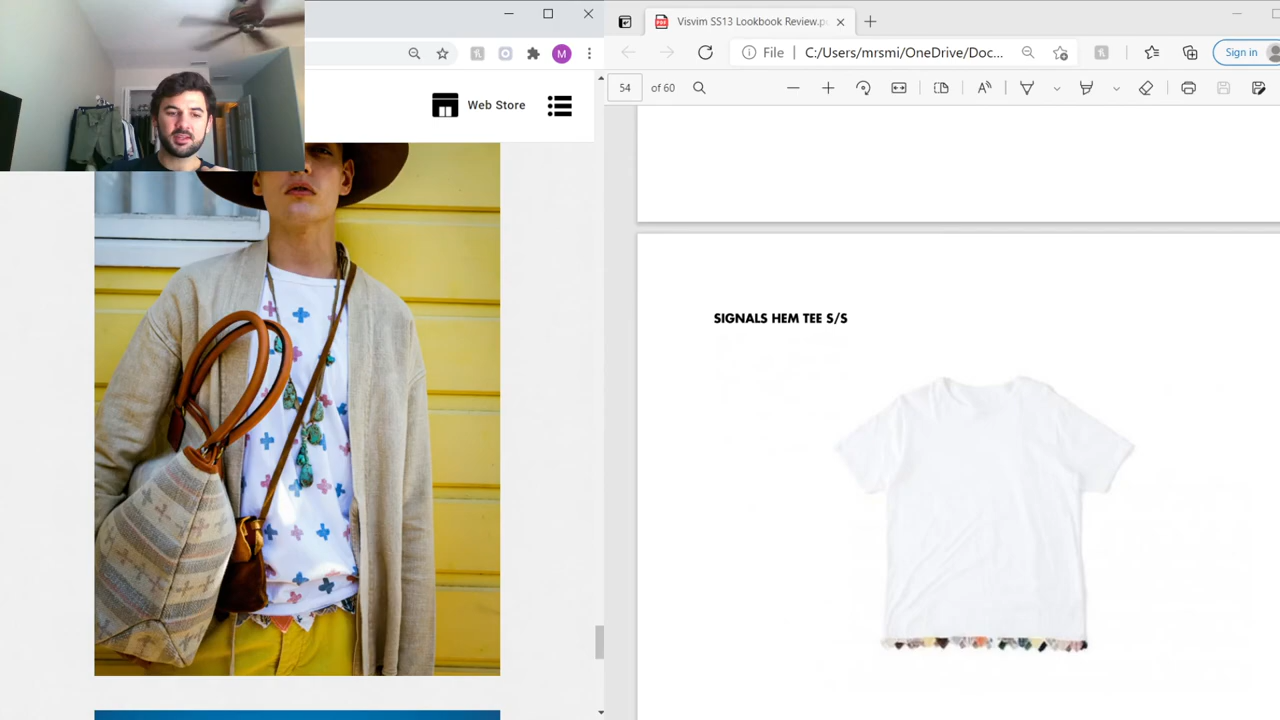 Visvim SS13 Lookbook Review.p
File
C:/Users/mrsmi/OneDrive/Doc...
Sign in
M
54
of 60
Web Store
PDF
SIGNALS HEM TEE S/S